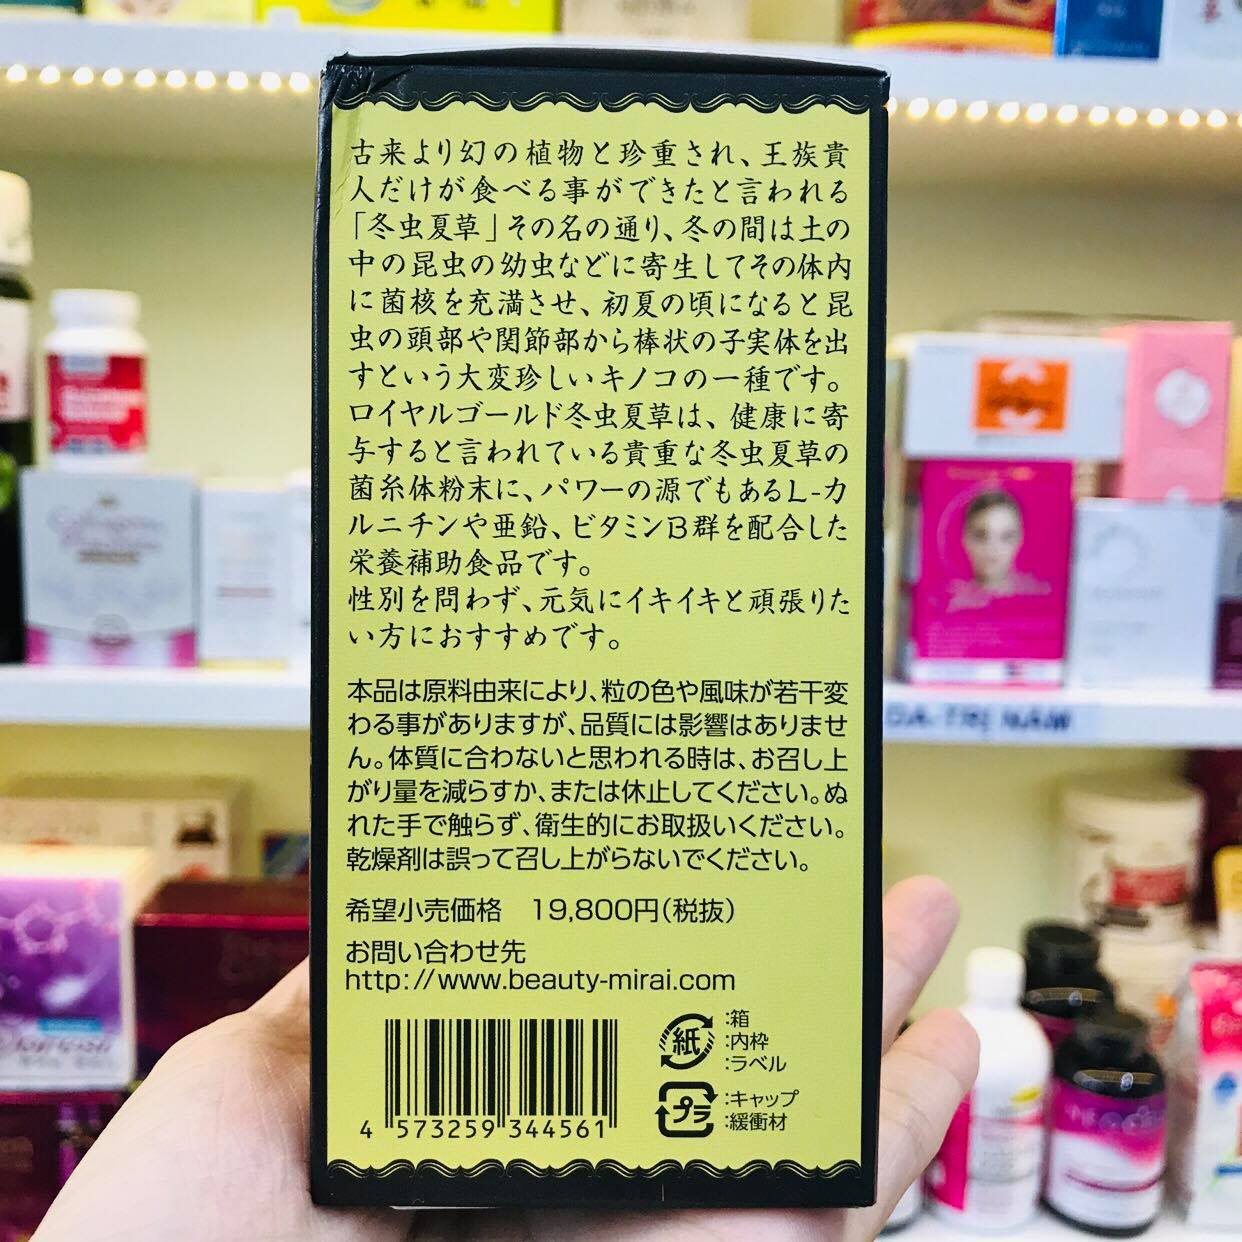 古来より幻の植物と珍重され、王族貴
人だけが食べる事ができたと言われる
「冬虫夏草」その名の通り、冬の間は土の
中の昆虫の幼虫などに寄生してその体内
に菌核を充満させ、初夏の頃になると昆
虫の頭部や関節部から棒状の子実体を出
すという大変珍しいキノコの一種です。
ロイヤルゴールド冬虫夏草は、健康に寄
与すると言われている貴重な冬虫夏草の
菌糸体粉末に、パワーの源でもあるL-カ
ルニチンや亜鉛、ビタミンB群を配合した
栄養補助食品です。
性別を問わず、元気にイキイキと頑張りた
い方におすすめです。
本品は原料由来により、粒の色や風味が若干変
わる事がありますが、品質には影響はありませ
ん。体質に合わないと思われる時は、お召し上
がり量を減らすか、または休止してください。ぬ
れた手で触らず、衛生的にお取扱いください。
乾燥剤は誤って召し上がらないでください。
希望小売価格 19,800円(税抜)
お問い合わせ先
http://www.beauty-mirai.com
4 573259 344561
紙 :箱
:内枠
:ラベル
プラ :キャップ
:緩衝材
DA-TRỊ NÁM